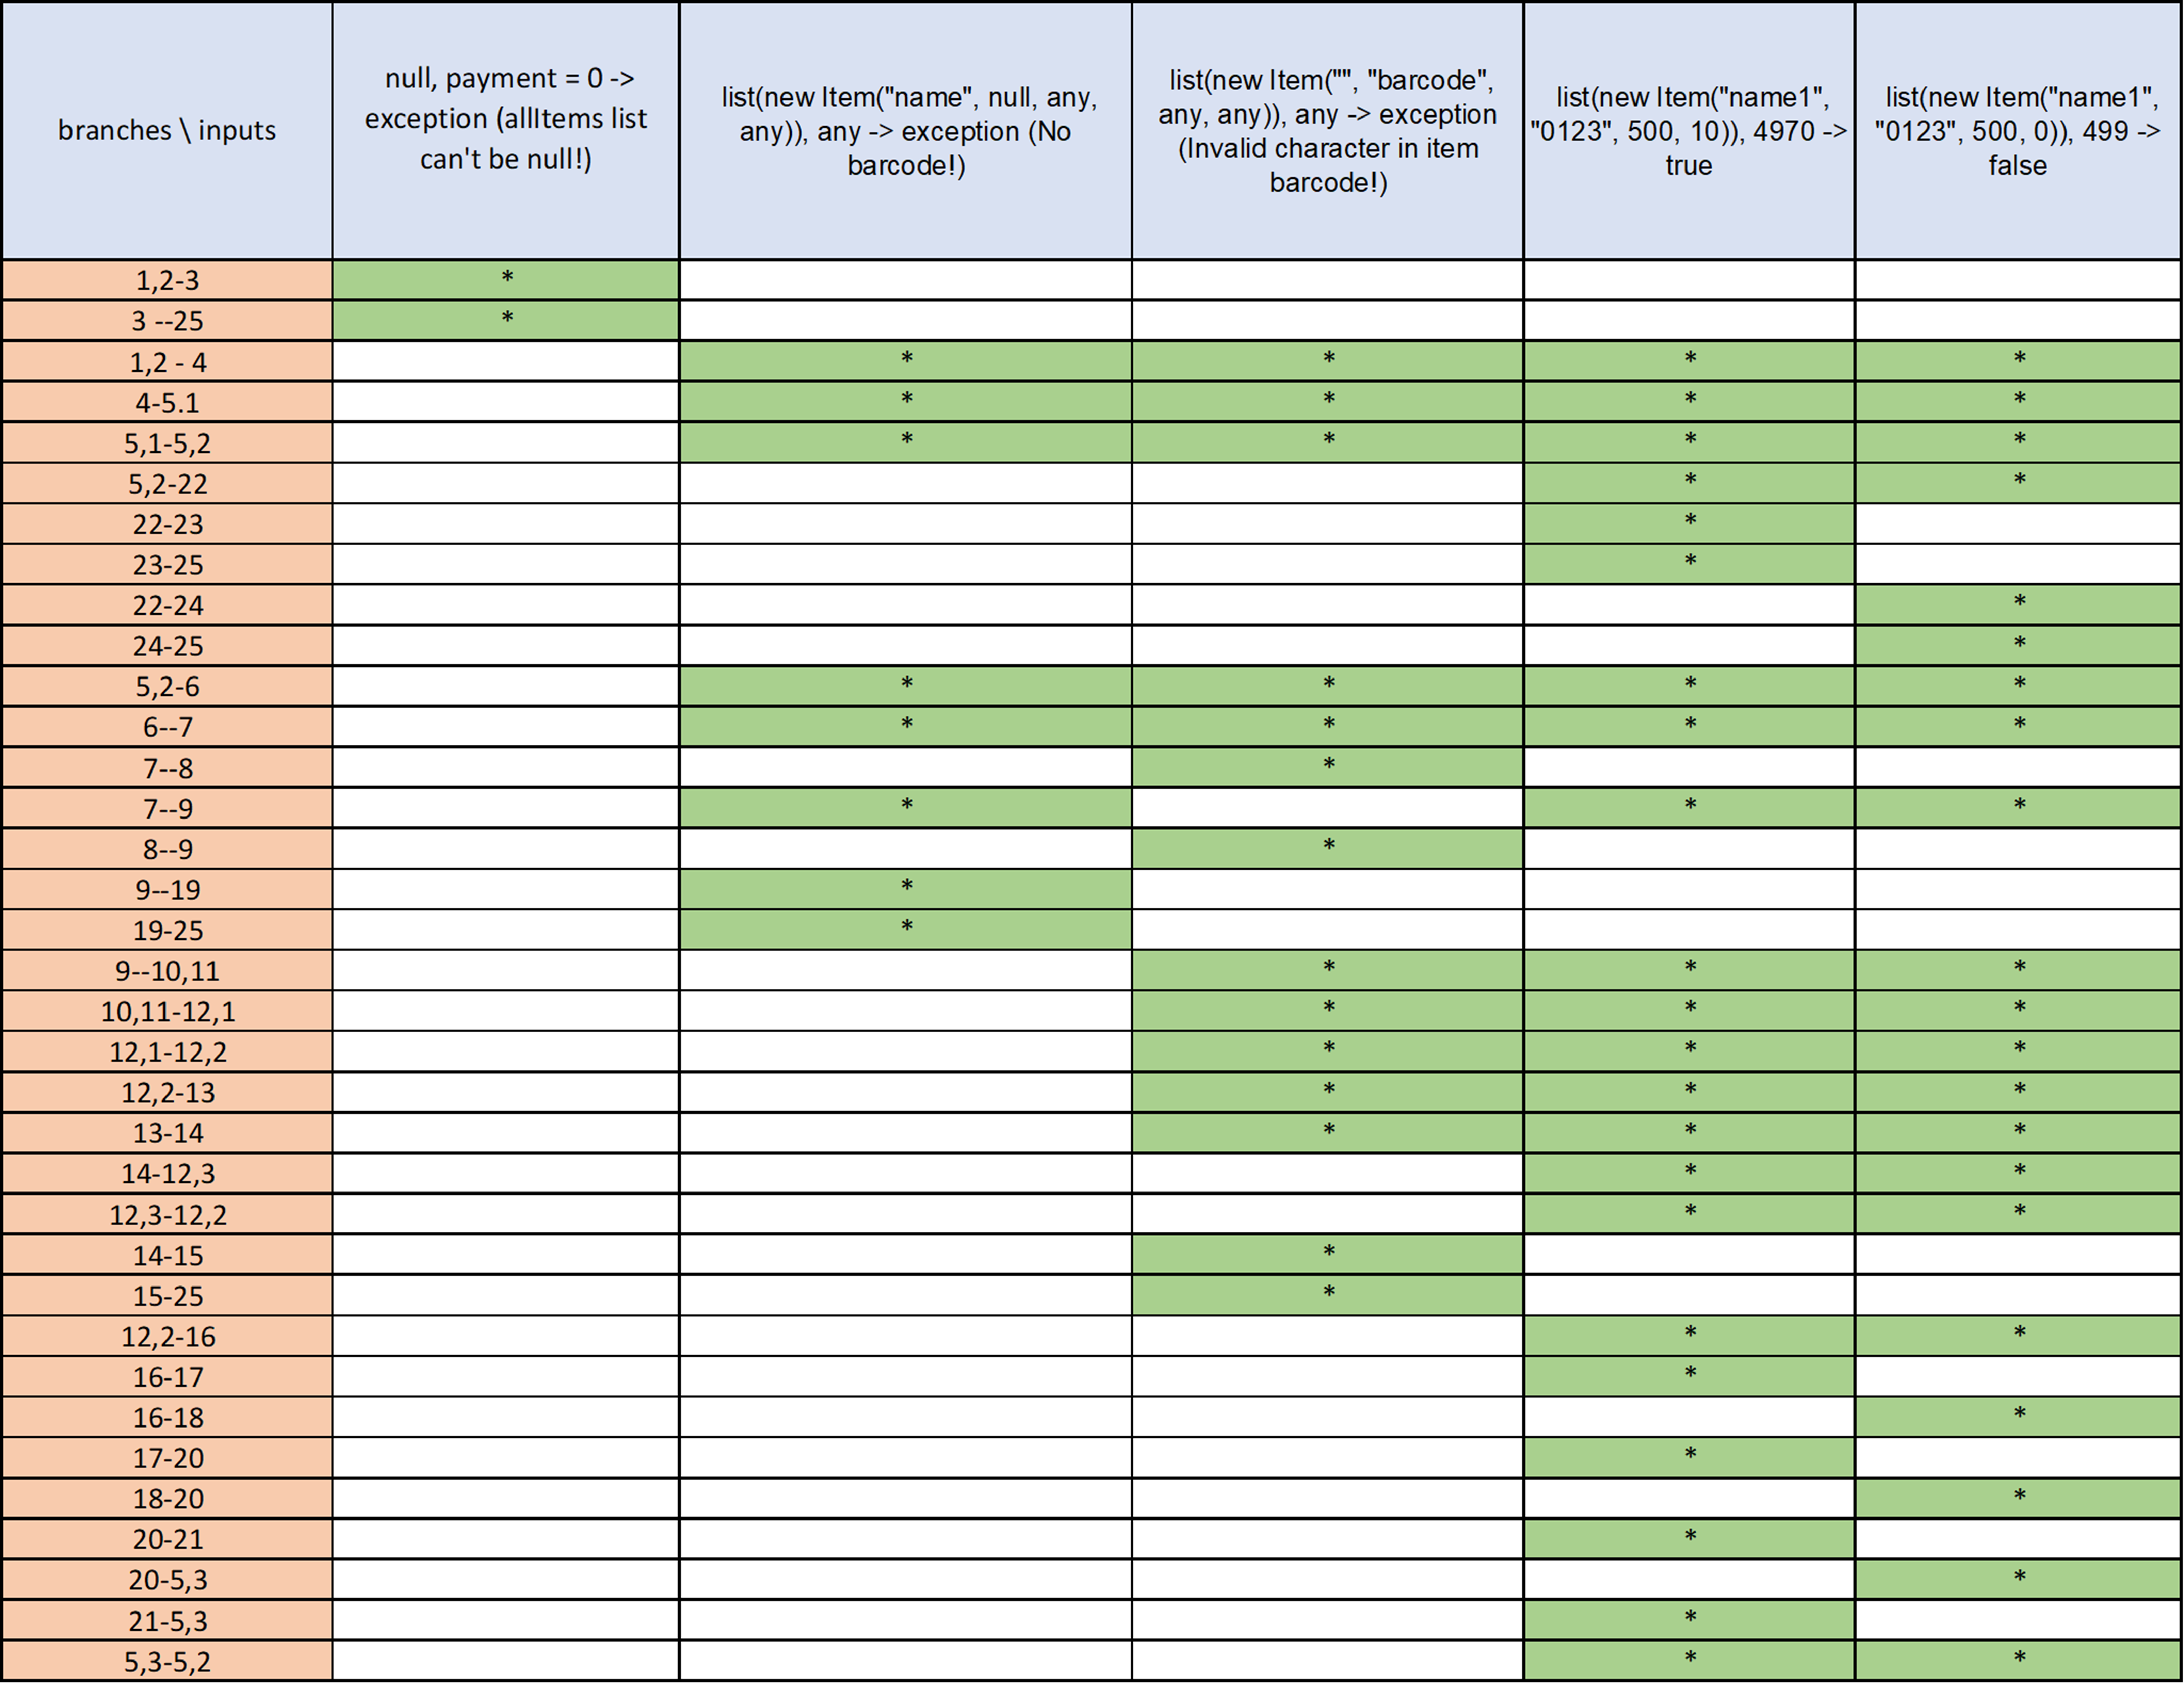 branches \ inputs
null, payment = 0 ->
exception (allItems list
can't be null!)
list(new Item("name", null, any,
any)), any -> exception (No
barcode!)
list(new Item("", "barcode",
any, any)), any -> exception
(Invalid character in item
barcode!)
list(new Item("name1",
"0123", 500, 10)), 4970 ->
true
list(new Item("name1",
"0123", 500, 0)), 499 ->
false
1,2-3 *
3 --25 *
1,2 - 4 * * * *
4-5.1 * * * *
5,1-5,2 * * * *
5,2-22 * *
22-23 *
23-25 *
22-24 *
24-25 *
5,2-6 * * * *
6--7 * * * *
7--8 *
7--9 * * *
8--9 *
9--19 *
19-25 *
9--10,11 * * *
10,11-12,1 * * *
12,1-12,2 * * *
12,2-13 * * *
13-14 * * *
14-12,3 * *
12,3-12,2 * *
14-15 *
15-25 *
12,2-16 * *
16-17 *
16-18 *
17-20 *
18-20 *
20-21 *
20-5,3 *
21-5,3 *
5,3-5,2 * *